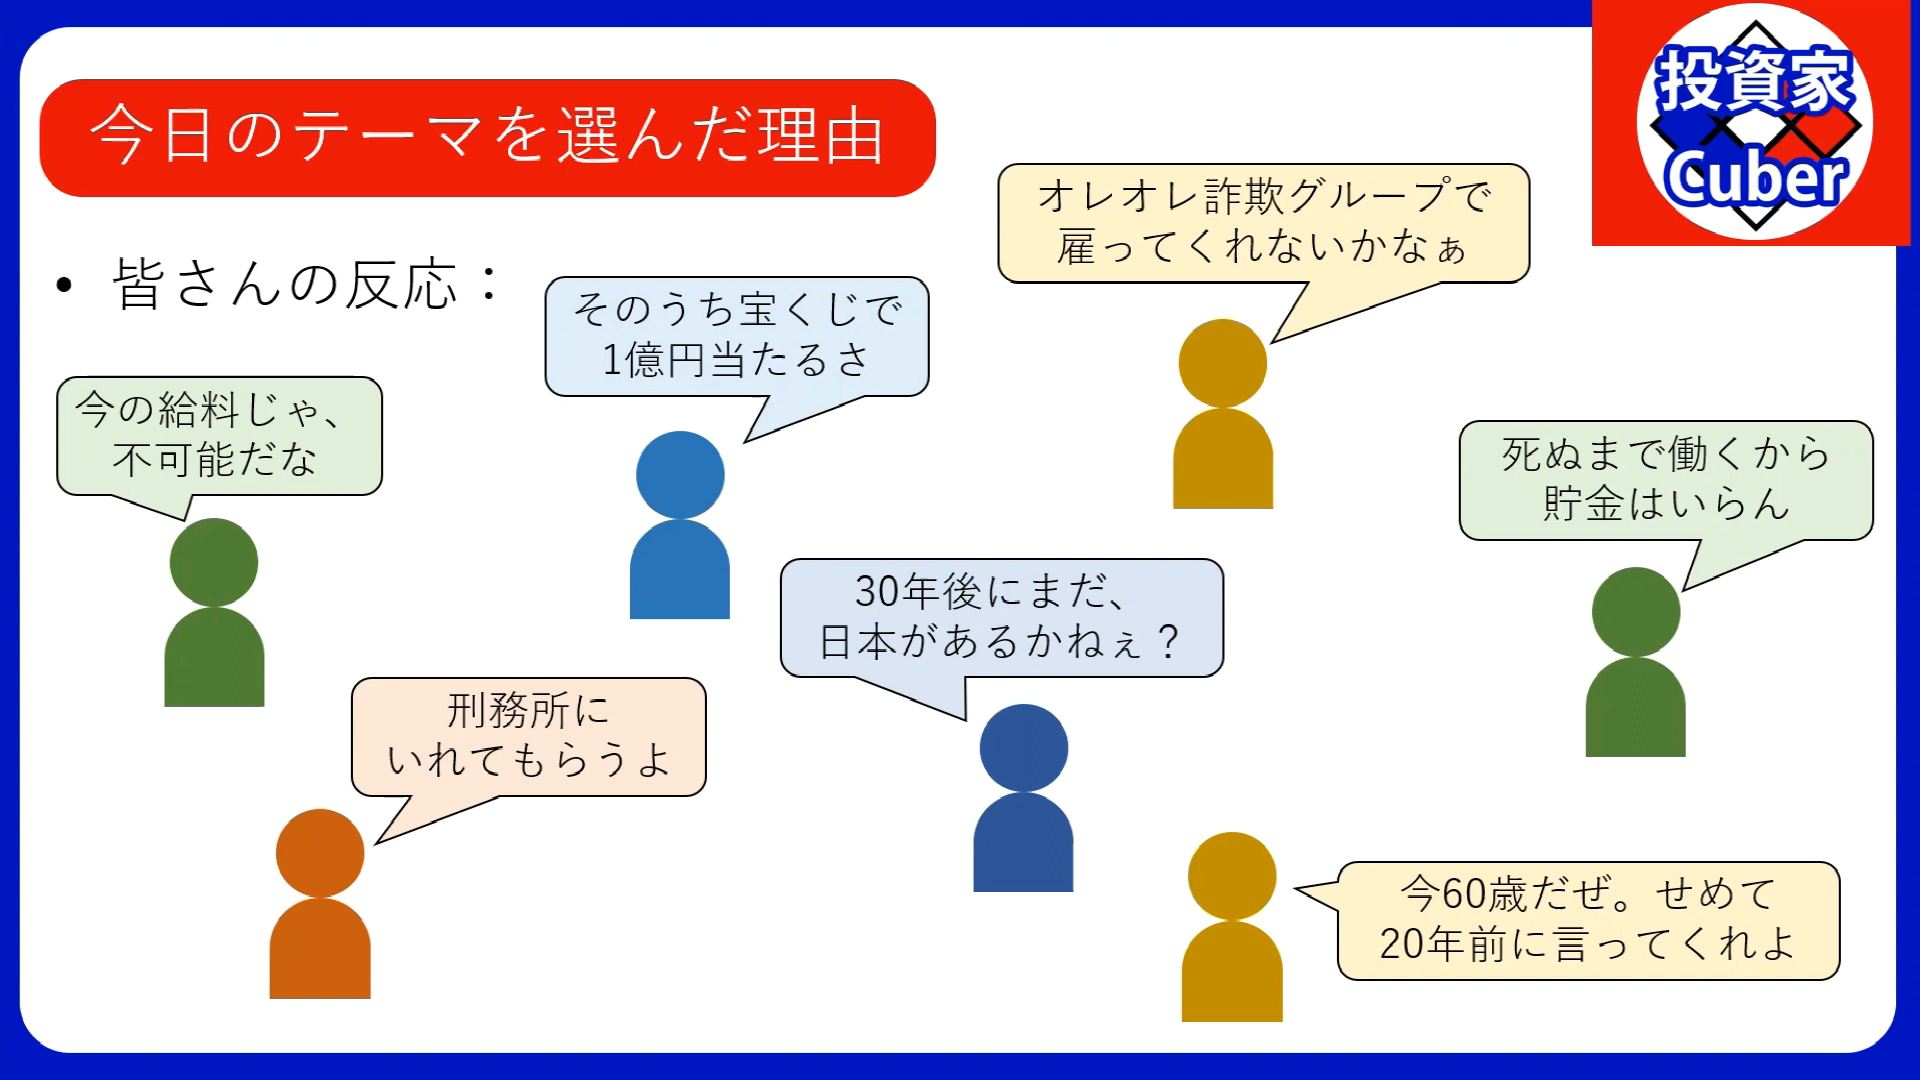 今日のテーマを選んだ理由
投資家
Cuber
• 皆さんの反応：
オレオレ詐欺グループで
雇ってくれないかなぁ
そのうち宝くじで
1億円当たるさ
今の給料じゃ、
不可能だな
死ぬまで働くから
貯金はいらん
30年後にまだ、
日本があるかねぇ？
刑務所に
いれてもらうよ
今60歳だぜ。せめて
20年前に言ってくれよ